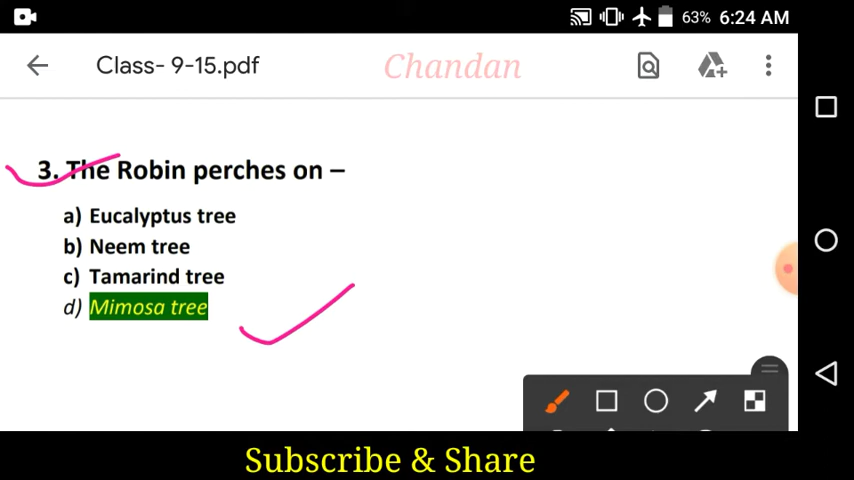 63% 6:24 AM
Class- 9-15.pdf
Chandan
3. The Robin perches on –
a) Eucalyptus tree
b) Neem tree
c) Tamarind tree
d) Mimosa tree
Subscribe & Share